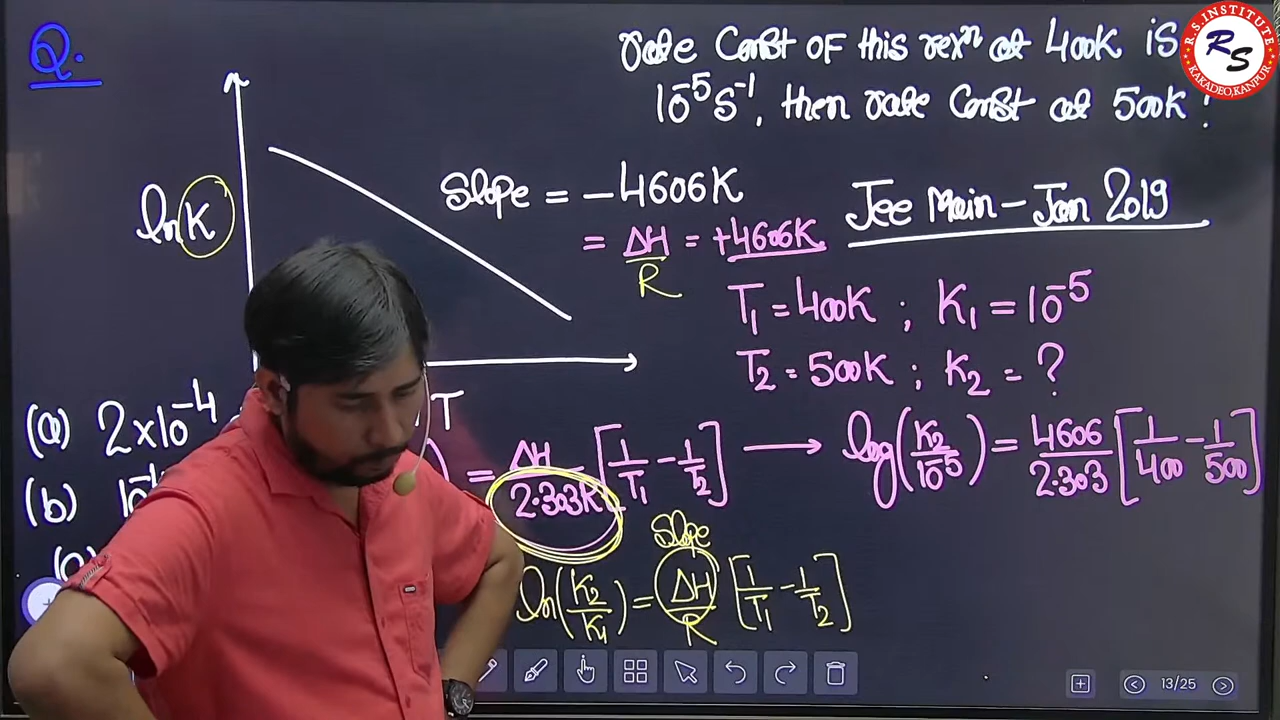 Q.
rate Const OF this rexⁿ at 400K is
10⁻⁵ S⁻¹, then rate Const at 500K ?
R.S.INSTITUTE
RS
KAKADEO,KANPUR
ln K
Slope = -4606K
= ΔH/R = +4606K
Jee Main - Jan 2019
T₁ = 400K ; K₁ = 10⁻⁵
T₂ = 500K ; K₂ = ?
T
(a) 2×10⁻⁴
) = ΔH/2.303R [1/T₁ - 1/T₂] → log(K₂/10⁻⁵) = 4606/2.303 [1/400 - 1/500]
(b)
Slope
ln(K₂/K₁) = ΔH/R [1/T₁ - 1/T₂]
13/25